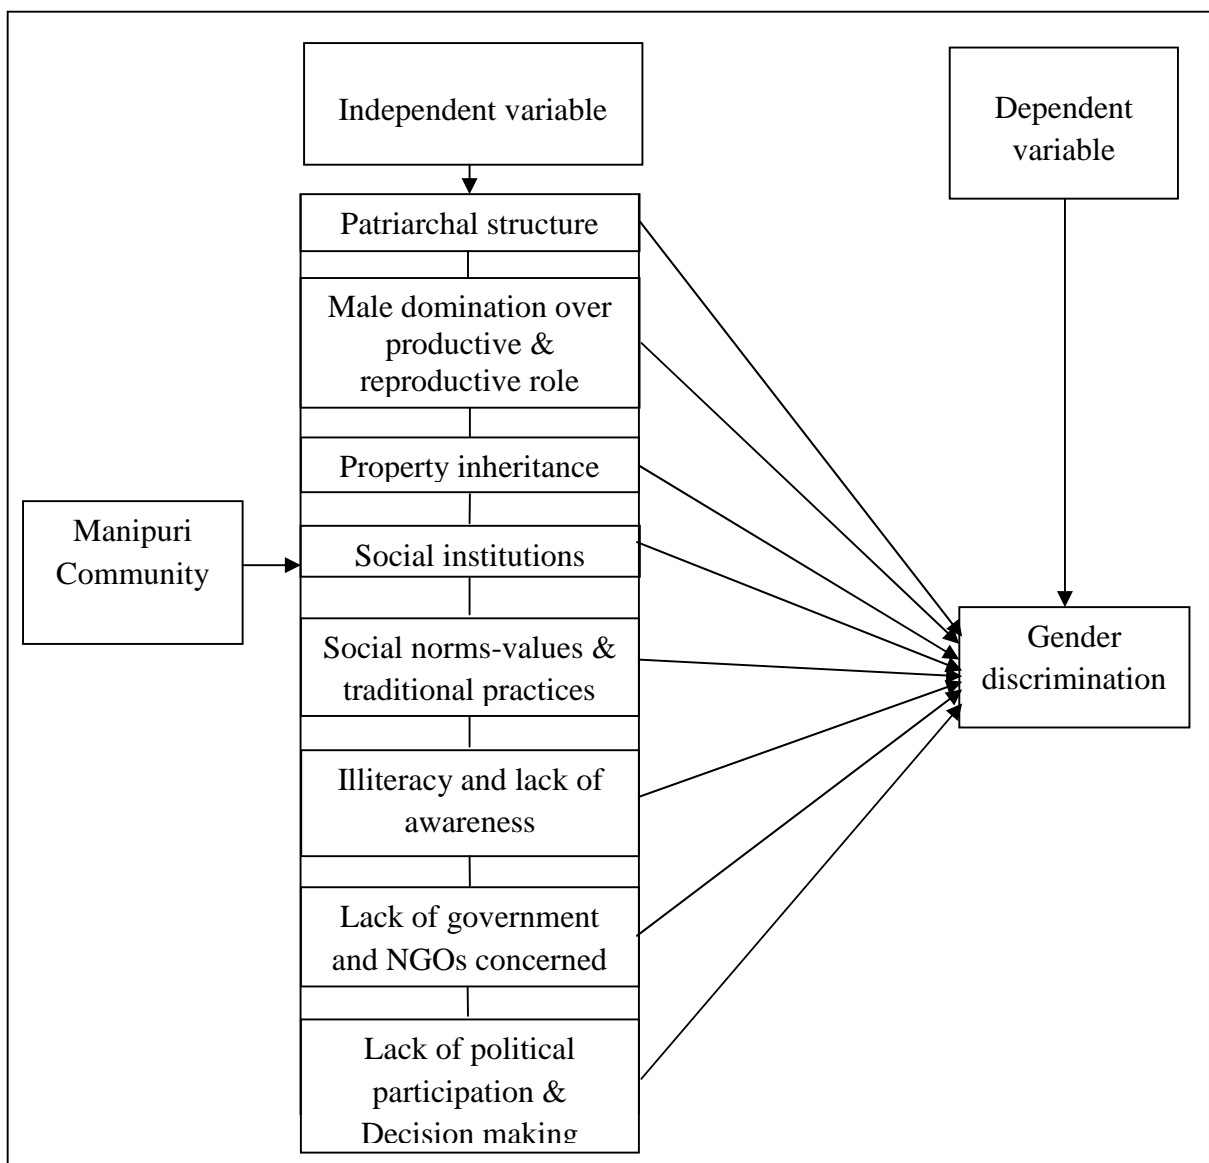 Independent variable
Dependent
variable
Patriarchal structure
Male domination over
productive &
reproductive role
Property inheritance
Manipuri
Community
Social institutions
Social norms-values &
traditional practices
Gender
discrimination
Illiteracy and lack of
awareness
Lack of government
and NGOs concerned
Lack of political
participation &
Decision making